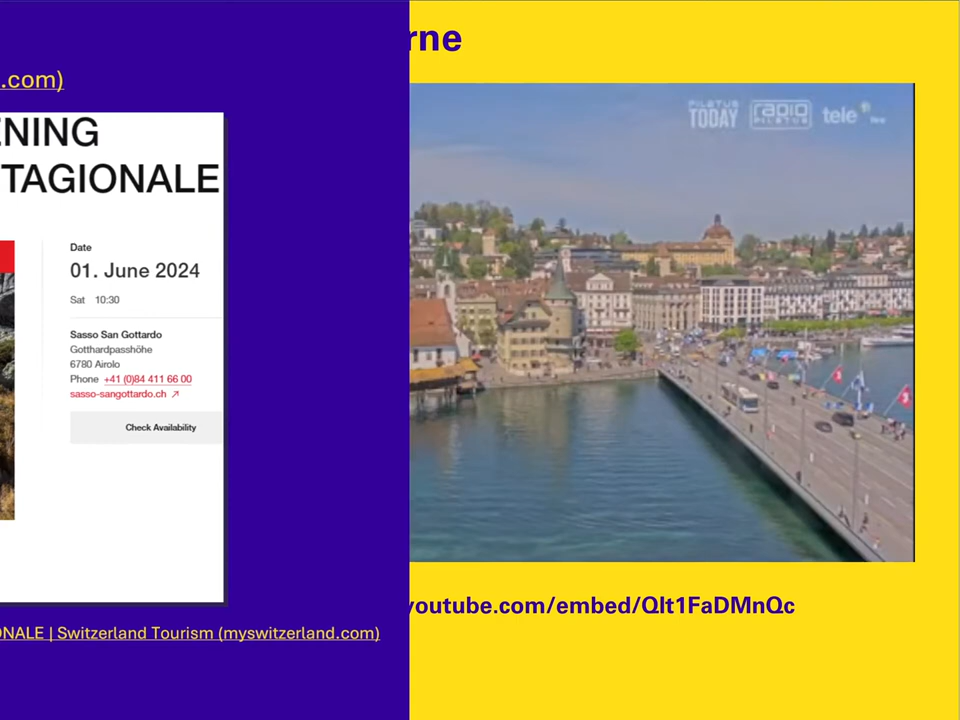 .com)
ENING
TAGIONALE
Date
01. June 2024
Sat 10:30
Sasso San Gottardo
Gotthardpasshöhe
6780 Airolo
Phone +41 (0)84 411 66 00
sasso-sangottardo.ch ↗
Check Availability
ONALE | Switzerland Tourism (myswitzerland.com)
rne
PILATUS TODAY
radio PILATUS
tele
youtube.com/embed/QIt1FaDMnQc